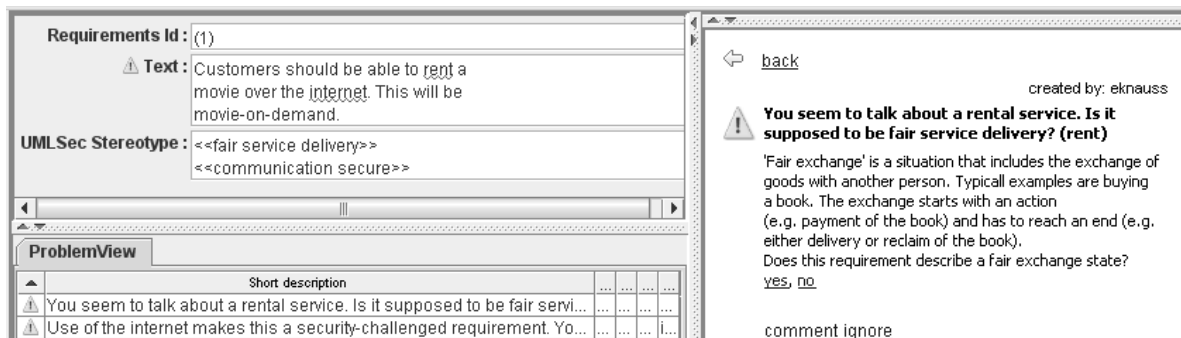 Requirements Id : (1)
Text : Customers should be able to rent a
movie over the internet. This will be
movie-on-demand.
UMLSec Stereotype : <<fair service delivery>>
<<communication secure>>
ProblemView
Short description ... ... ... ...
You seem to talk about a rental service. Is it supposed to be fair servi... ... ... ... ...
Use of the internet makes this a security-challenged requirement. Yo... ... ... ... i...
back
created by: eknauss
You seem to talk about a rental service. Is it
supposed to be fair service delivery? (rent)
'Fair exchange' is a situation that includes the exchange of
goods with another person. Typicall examples are buying
a book. The exchange starts with an action
(e.g. payment of the book) and has to reach an end (e.g.
either delivery or reclaim of the book).
Does this requirement describe a fair exchange state?
yes, no
comment ignore